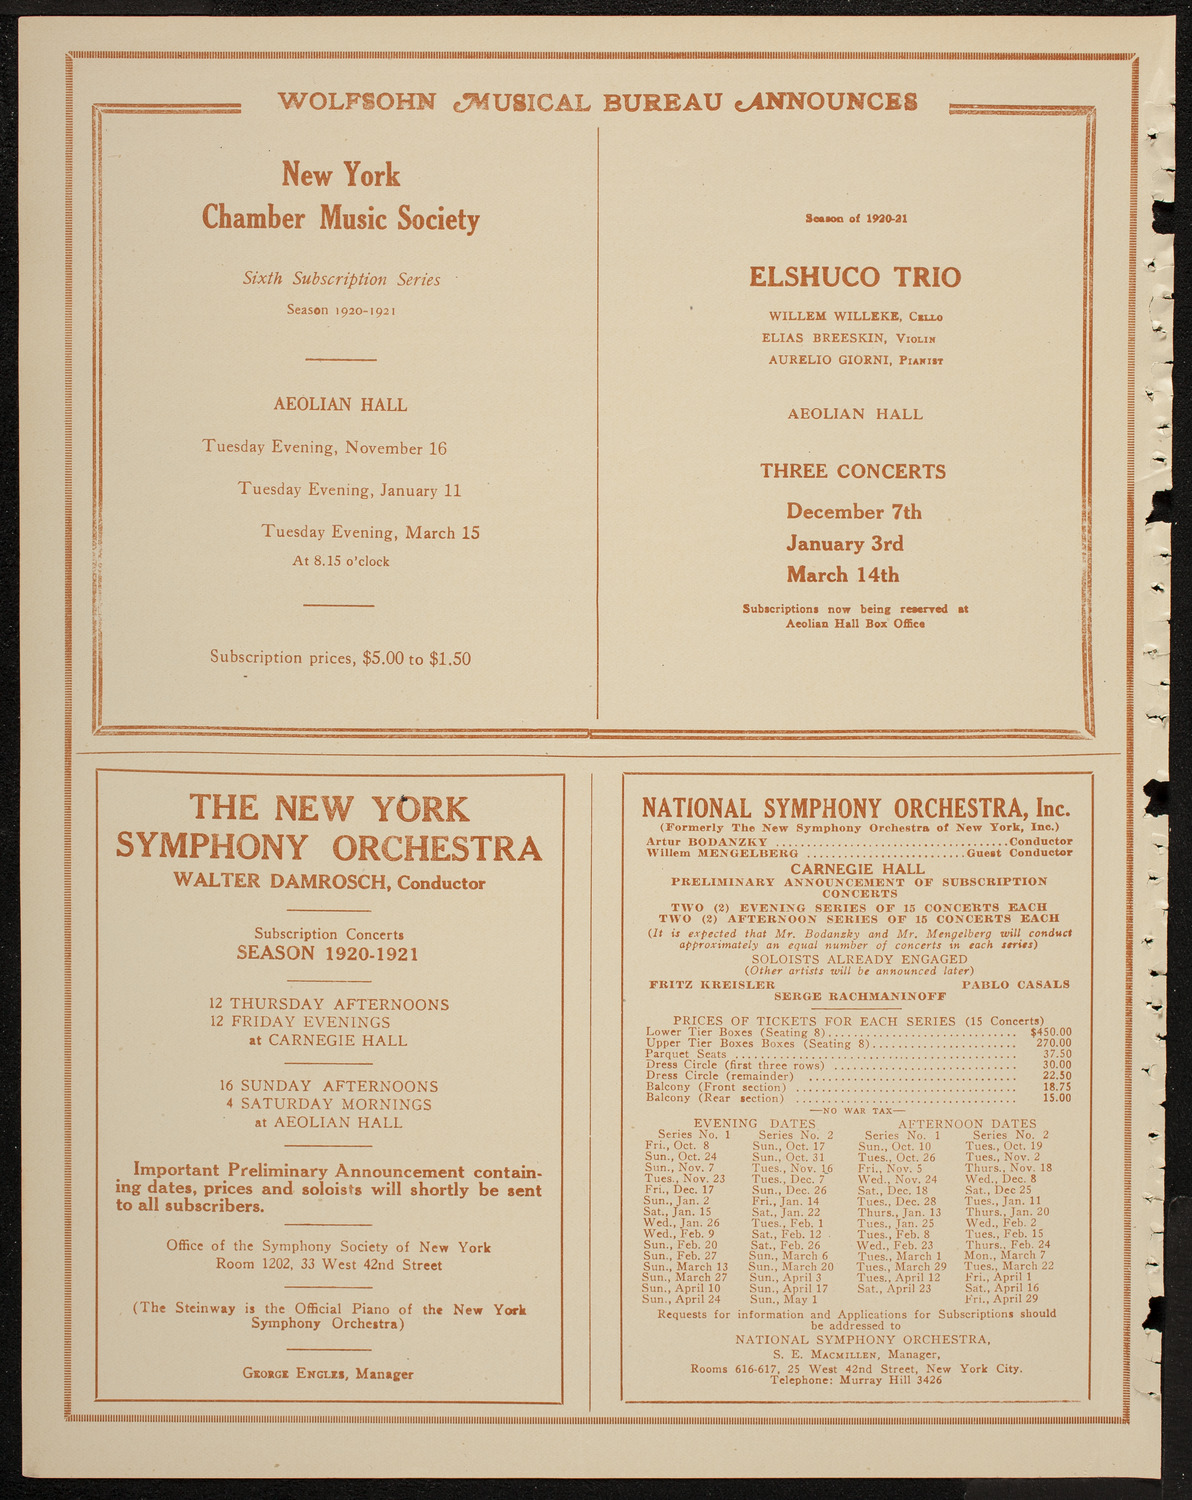 WOLFSOHN MUSICAL BUREAU ANNOUNCES
New York
Chamber Music Society
Sixth Subscription Series
Season 1920-1921
AEOLIAN HALL
Tuesday Evening, November 16
Tuesday Evening, January 11
Tuesday Evening, March 15
At 8.15 o'clock
Subscription prices, $5.00 to $1.50
Season of 1920-21
ELSHUCO TRIO
WILLEM WILLEKE, CELLO
ELIAS BREESKIN, VIOLIN
AURELIO GIORNI, PIANIST
AEOLIAN HALL
THREE CONCERTS
December 7th
January 3rd
March 14th
Subscriptions now being reserved at
Aeolian Hall Box Office
THE NEW YORK
SYMPHONY ORCHESTRA
WALTER DAMROSCH, Conductor
Subscription Concerts
SEASON 1920-1921
12 THURSDAY AFTERNOONS
12 FRIDAY EVENINGS
at CARNEGIE HALL
16 SUNDAY AFTERNOONS
4 SATURDAY MORNINGS
at AEOLIAN HALL
Important Preliminary Announcement contain-
ing dates, prices and soloists will shortly be sent
to all subscribers.
Office of the Symphony Society of New York
Room 1202, 33 West 42nd Street
(The Steinway is the Official Piano of the New York
Symphony Orchestra)
GEORGE ENGLES, Manager
NATIONAL SYMPHONY ORCHESTRA, Inc.
(Formerly The New Symphony Orchestra of New York, Inc.)
Artur BODANZKY ....................................Conductor
Willem MENGELBERG .........................Guest Conductor
CARNEGIE HALL
PRELIMINARY ANNOUNCEMENT OF SUBSCRIPTION
CONCERTS
TWO (2) EVENING SERIES OF 15 CONCERTS EACH
TWO (2) AFTERNOON SERIES OF 15 CONCERTS EACH
(It is expected that Mr. Bodanzky and Mr. Mengelberg will conduct
approximately an equal number of concerts in each series)
SOLOISTS ALREADY ENGAGED
(Other artists will be announced later)
FRITZ KREISLER PABLO CASALS
SERGE RACHMANINOFF
PRICES OF TICKETS FOR EACH SERIES (15 Concerts)
Lower Tier Boxes (Seating 8)............................ $450.00
Upper Tier Boxes Boxes (Seating 8)..................... 270.00
Parquet Seats ......................................... 37.50
Dress Circle (first three rows) ........................... 30.00
Dress Circle (remainder) .............................. 22.50
Balcony (Front section) ................................ 18.75
Balcony (Rear section) ................................ 15.00
—NO WAR TAX—
EVENING DATES AFTERNOON DATES
Series No. 1 Series No. 2 Series No. 1 Series No. 2
Fri., Oct. 8 Sun., Oct. 17 Sun., Oct. 10 Tues., Oct. 19
Sun., Oct. 24 Sun., Oct. 31 Tues., Oct. 26 Tues., Nov. 2
Sun., Nov. 7 Tues., Nov. 16 Fri., Nov. 5 Thurs., Nov. 18
Tues., Nov. 23 Tues., Dec. 7 Wed., Nov. 24 Wed., Dec. 8
Fri., Dec. 17 Sun., Dec. 26 Sat., Dec. 18 Sat., Dec 25
Sun., Jan. 2 Fri., Jan. 14 Tues., Dec. 28 Tues., Jan. 11
Sat., Jan. 15 Sat., Jan. 22 Thurs., Jan. 13 Thurs., Jan. 20
Wed., Jan. 26 Tues., Feb. 1 Tues., Jan. 25 Wed., Feb. 2
Wed., Feb. 9 Sat., Feb. 12 Tues., Feb. 8 Tues., Feb. 15
Sun., Feb. 20 Sat., Feb. 26 Wed., Feb. 23 Thurs., Feb. 24
Sun., Feb. 27 Sun., March 6 Tues., March 1 Mon., March 7
Sun., March 13 Sun., March 20 Tues., March 29 Tues., March 22
Sun., March 27 Sun., April 3 Tues., April 12 Fri., April 1
Sun., April 10 Sun., April 17 Sat., April 23 Sat., April 16
Sun., April 24 Sun., May 1 Fri., April 29
Requests for information and Applications for Subscriptions should
be addressed to
NATIONAL SYMPHONY ORCHESTRA,
S. E. MACMILLEN, Manager,
Rooms 616-617, 25 West 42nd Street, New York City.
Telephone: Murray Hill 3426